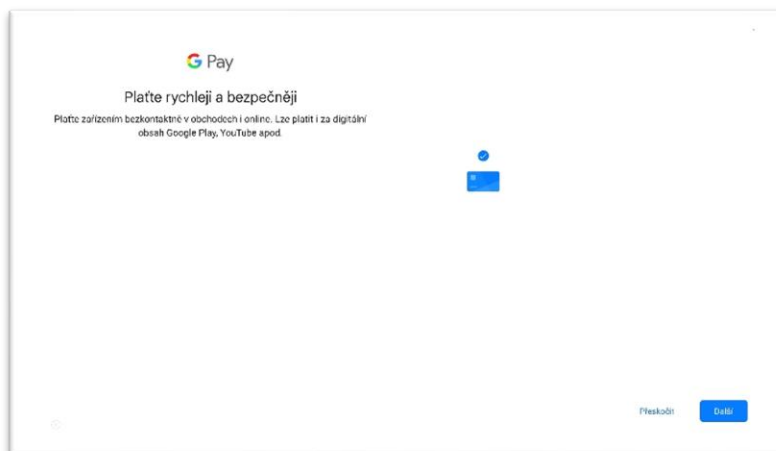 G Pay
Plaťte rychleji a bezpečněji
Plaťte zařízením bezkontaktně v obchodech i online. Lze platit i za digitální
obsah Google Play, YouTube apod.
Přeskočit
Další